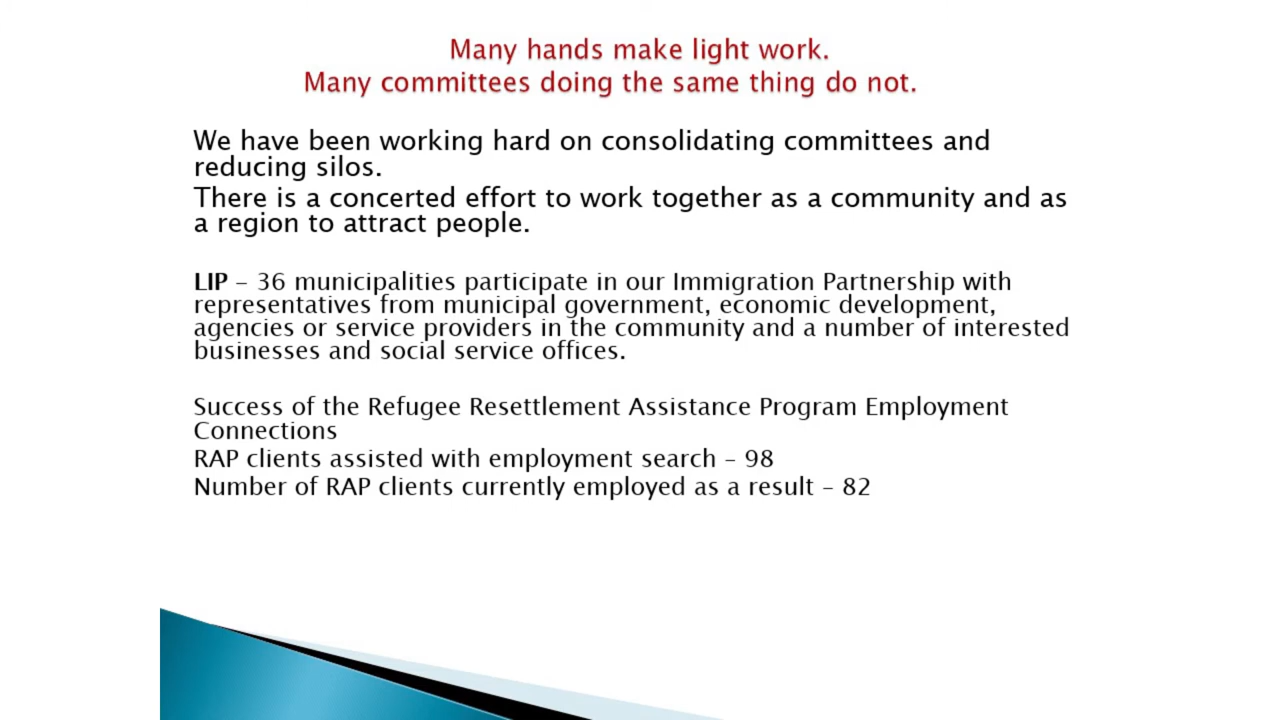 Many hands make light work.
Many committees doing the same thing do not.
We have been working hard on consolidating committees and
reducing silos.
There is a concerted effort to work together as a community and as
a region to attract people.
LIP – 36 municipalities participate in our Immigration Partnership with
representatives from municipal government, economic development,
agencies or service providers in the community and a number of interested
businesses and social service offices.
Success of the Refugee Resettlement Assistance Program Employment
Connections
RAP clients assisted with employment search – 98
Number of RAP clients currently employed as a result – 82